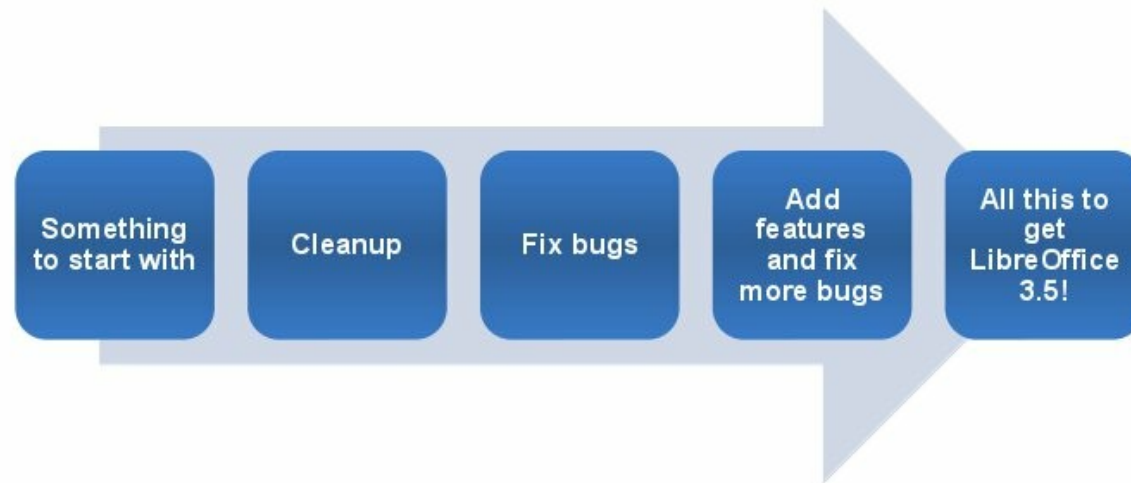 Something
to start with
Cleanup
Fix bugs
Add
features
and fix
more bugs
All this to
get
LibreOffice
3.5!